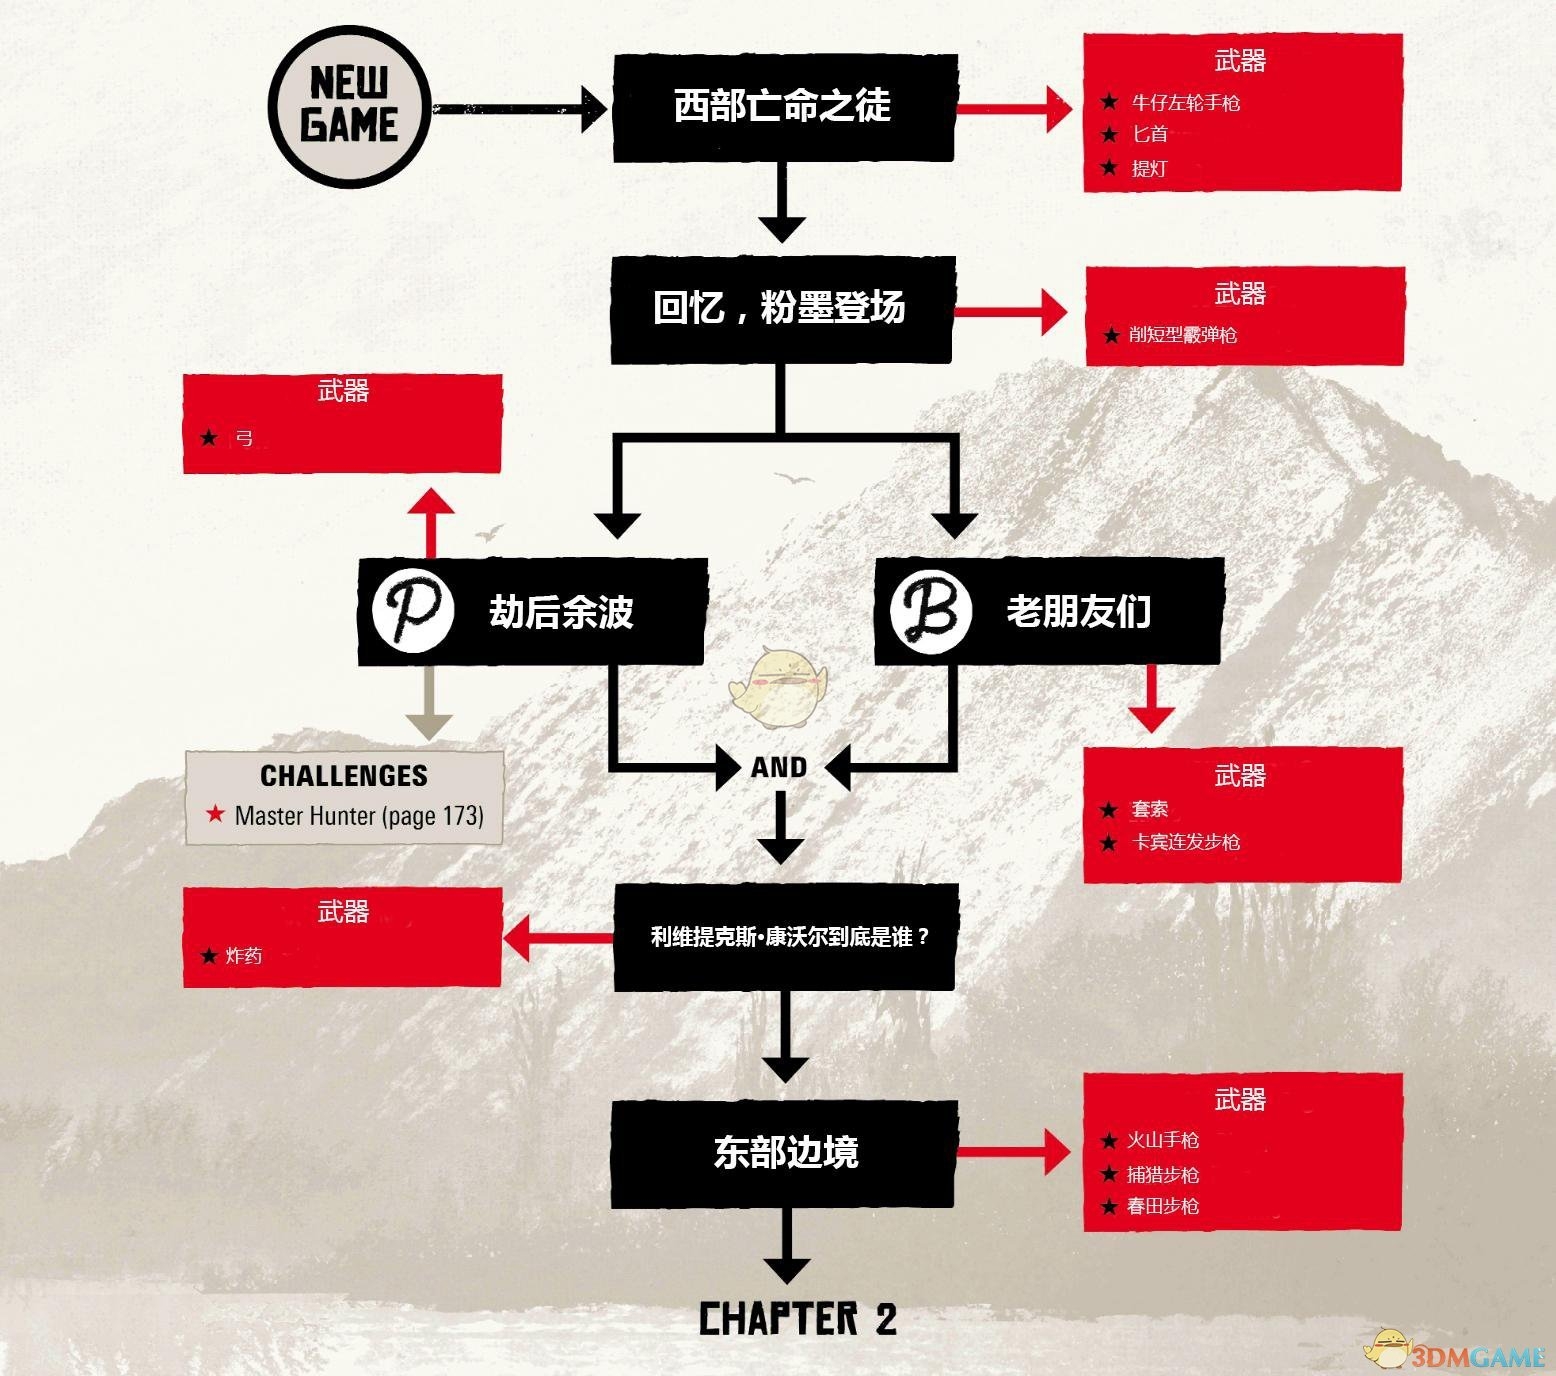 NEW
GAME
西部亡命之徒
武器
★ 牛仔左轮手枪
★ 匕首
★ 提灯
回忆，粉墨登场
武器
★ 削短型霰弹枪
武器
★ 弓
P
劫后余波
B
老朋友们
AND
CHALLENGES
★ Master Hunter (page 173)
武器
★ 套索
★ 卡宾连发步枪
武器
★ 炸药
利维提克斯·康沃尔到底是谁？
东部边境
武器
★ 火山手枪
★ 捕猎步枪
★ 春田步枪
CHAPTER 2
3DMGAME